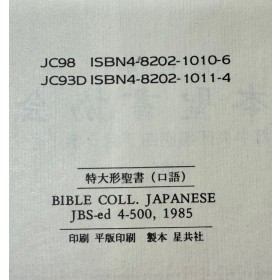 JC98 ISBN4-8202-1010-6
JC93D ISBN4-8202-1011-4
特大形聖書(口語)
BIBLE COLL. JAPANESE
JBS-ed 4-500, 1985
印刷 平版印刷 製本 星共社